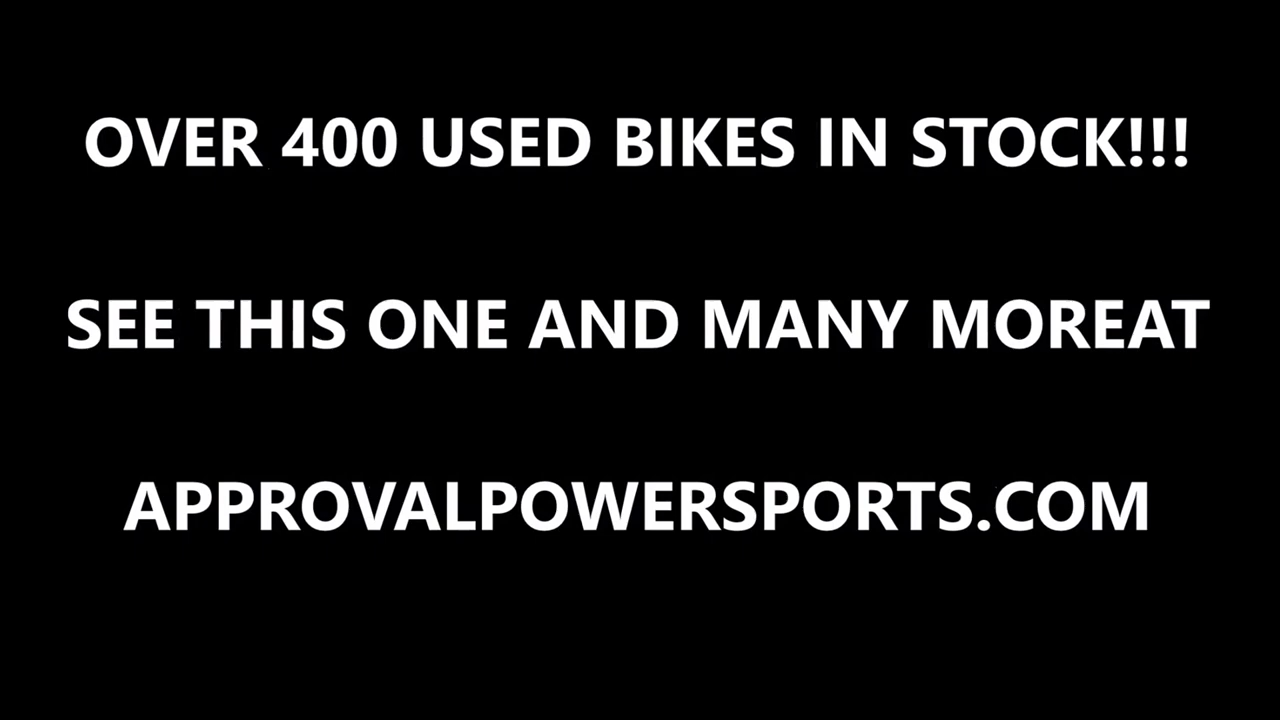 OVER 400 USED BIKES IN STOCK!!!
SEE THIS ONE AND MANY MOREAT
APPROVALPOWERSPORTS.COM